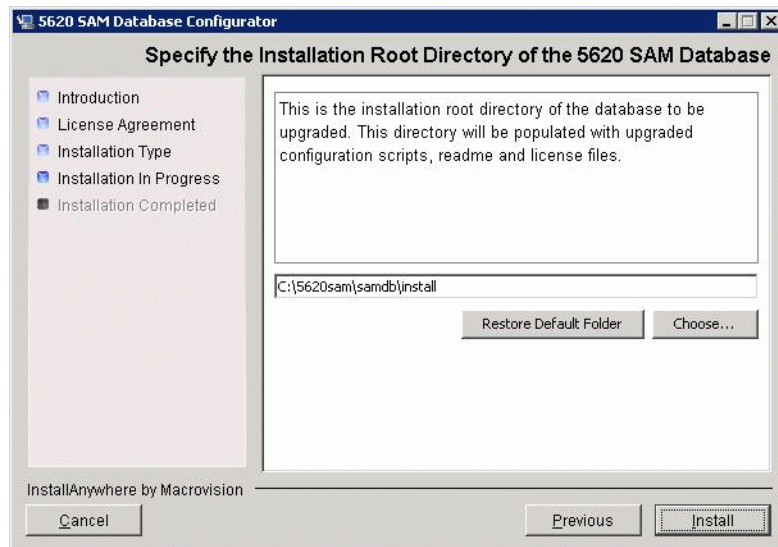 5620 SAM Database Configurator
Specify the Installation Root Directory of the 5620 SAM Database
Introduction
License Agreement
Installation Type
Installation In Progress
Installation Completed
This is the installation root directory of the database to be
upgraded. This directory will be populated with upgraded
configuration scripts, readme and license files.
C:\5620sam\samdb\install
Restore Default Folder
Choose...
InstallAnywhere by Macrovision
Cancel
Previous
Install